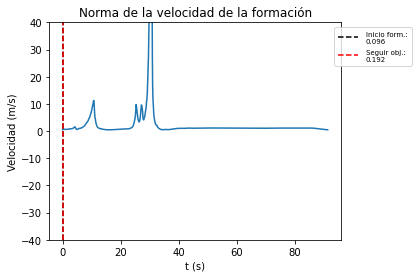 Norma de la velocidad de la formación
Inicio form.:
0.096
Seguir obj.:
0.192
Velocidad (m/s)
40
30
20
10
0
−10
−20
−30
−40
0 20 40 60 80
t (s)